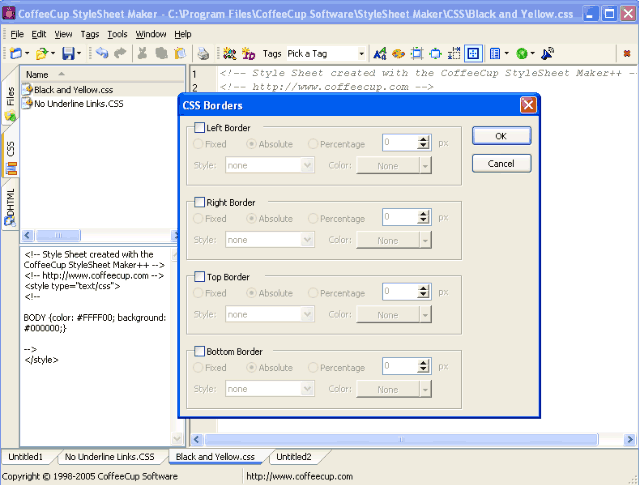 CoffeeCup StyleSheet Maker - C:\Program Files\CoffeeCup Software\StyleSheet Maker\CSS\Black and Yellow.css...
File Edit View Tags Tools Window Help
Tags Pick a Tag
Files
CSS
DHTML
Name
Black and Yellow.css
No Underline Links.CSS
1 <!-- Style Sheet created with the CoffeeCup StyleSheet Maker++ --
2 <!-- http://www.coffeecup.com -->
CSS Borders
Left Border
Fixed Absolute Percentage 0 px
Style: none Color: None
Right Border
Fixed Absolute Percentage 0 px
Style: none Color: None
Top Border
Fixed Absolute Percentage 0 px
Style: none Color: None
Bottom Border
Fixed Absolute Percentage 0 px
Style: none Color: None
OK
Cancel
<!-- Style Sheet created with the
CoffeeCup StyleSheet Maker++ -->
<!-- http://www.coffeecup.com -->
<style type="text/css">
<!--
BODY {color: #FFFF00; background:
#000000;}
-->
</style>
Untitled1 No Underline Links.CSS Black and Yellow.css Untitled2
Copyright © 1998-2005 CoffeeCup Software http://www.coffeecup.com